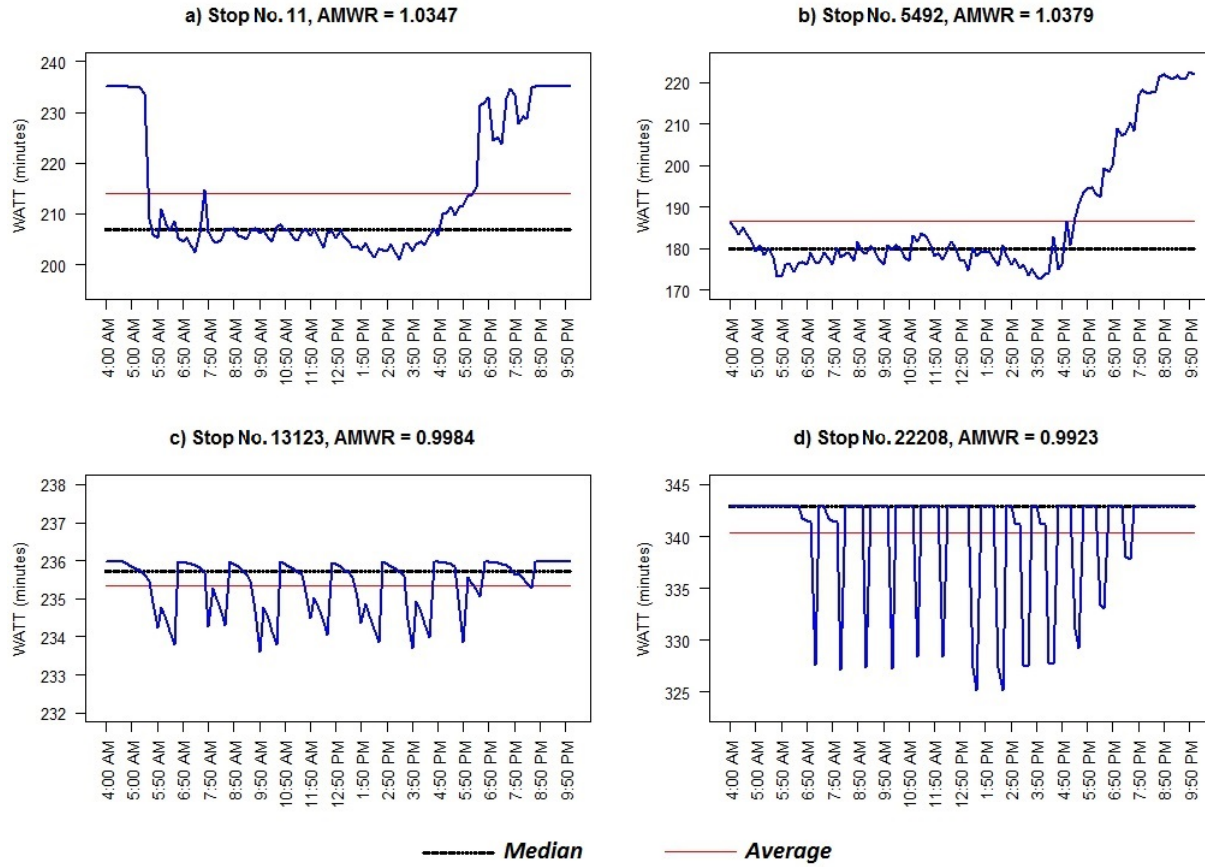 a) Stop No. 11, AMWR = 1.0347
WATT (minutes)
240
230
220
210
200
4:00 AM
5:00 AM
5:50 AM
6:50 AM
7:50 AM
8:50 AM
9:50 AM
10:50 AM
11:50 AM
12:50 PM
1:50 PM
2:50 PM
3:50 PM
4:50 PM
5:50 PM
6:50 PM
7:50 PM
8:50 PM
9:50 PM
b) Stop No. 5492, AMWR = 1.0379
WATT (minutes)
220
210
200
190
180
170
4:00 AM
5:00 AM
5:50 AM
6:50 AM
7:50 AM
8:50 AM
9:50 AM
10:50 AM
11:50 AM
12:50 PM
1:50 PM
2:50 PM
3:50 PM
4:50 PM
5:50 PM
6:50 PM
7:50 PM
8:50 PM
9:50 PM
c) Stop No. 13123, AMWR = 0.9984
WATT (minutes)
238
237
236
235
234
233
232
4:00 AM
5:00 AM
5:50 AM
6:50 AM
7:50 AM
8:50 AM
9:50 AM
10:50 AM
11:50 AM
12:50 PM
1:50 PM
2:50 PM
3:50 PM
4:50 PM
5:50 PM
6:50 PM
7:50 PM
8:50 PM
9:50 PM
d) Stop No. 22208, AMWR = 0.9923
WATT (minutes)
345
340
335
330
325
4:00 AM
5:00 AM
5:50 AM
6:50 AM
7:50 AM
8:50 AM
9:50 AM
10:50 AM
11:50 AM
12:50 PM
1:50 PM
2:50 PM
3:50 PM
4:50 PM
5:50 PM
6:50 PM
7:50 PM
8:50 PM
9:50 PM
Median
Average